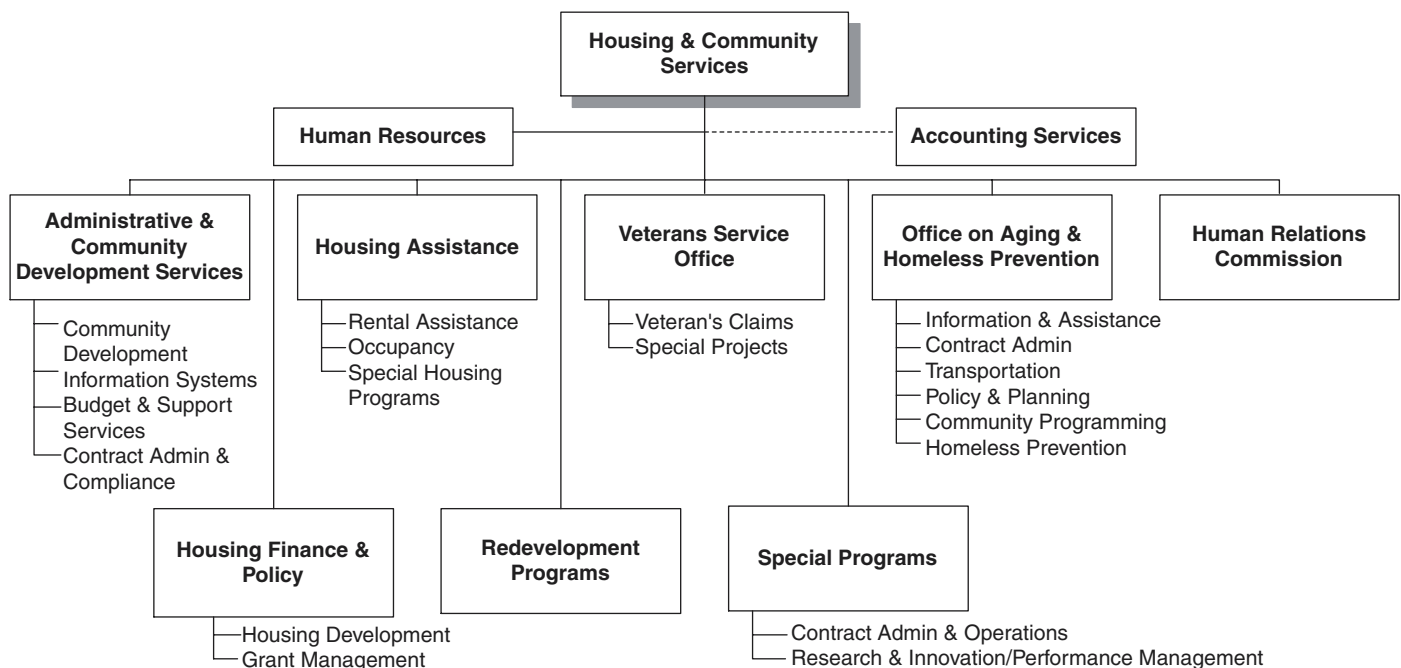 Housing & Community
Services
Human Resources
Accounting Services
Administrative &
Community
Development Services
Community
Development
Information Systems
Budget & Support
Services
Contract Admin &
Compliance
Housing Assistance
Rental Assistance
Occupancy
Special Housing
Programs
Veterans Service
Office
Veteran's Claims
Special Projects
Office on Aging &
Homeless Prevention
Information & Assistance
Contract Admin
Transportation
Policy & Planning
Community Programming
Homeless Prevention
Human Relations
Commission
Housing Finance &
Policy
Housing Development
Grant Management
Redevelopment
Programs
Special Programs
Contract Admin & Operations
Research & Innovation/Performance Management